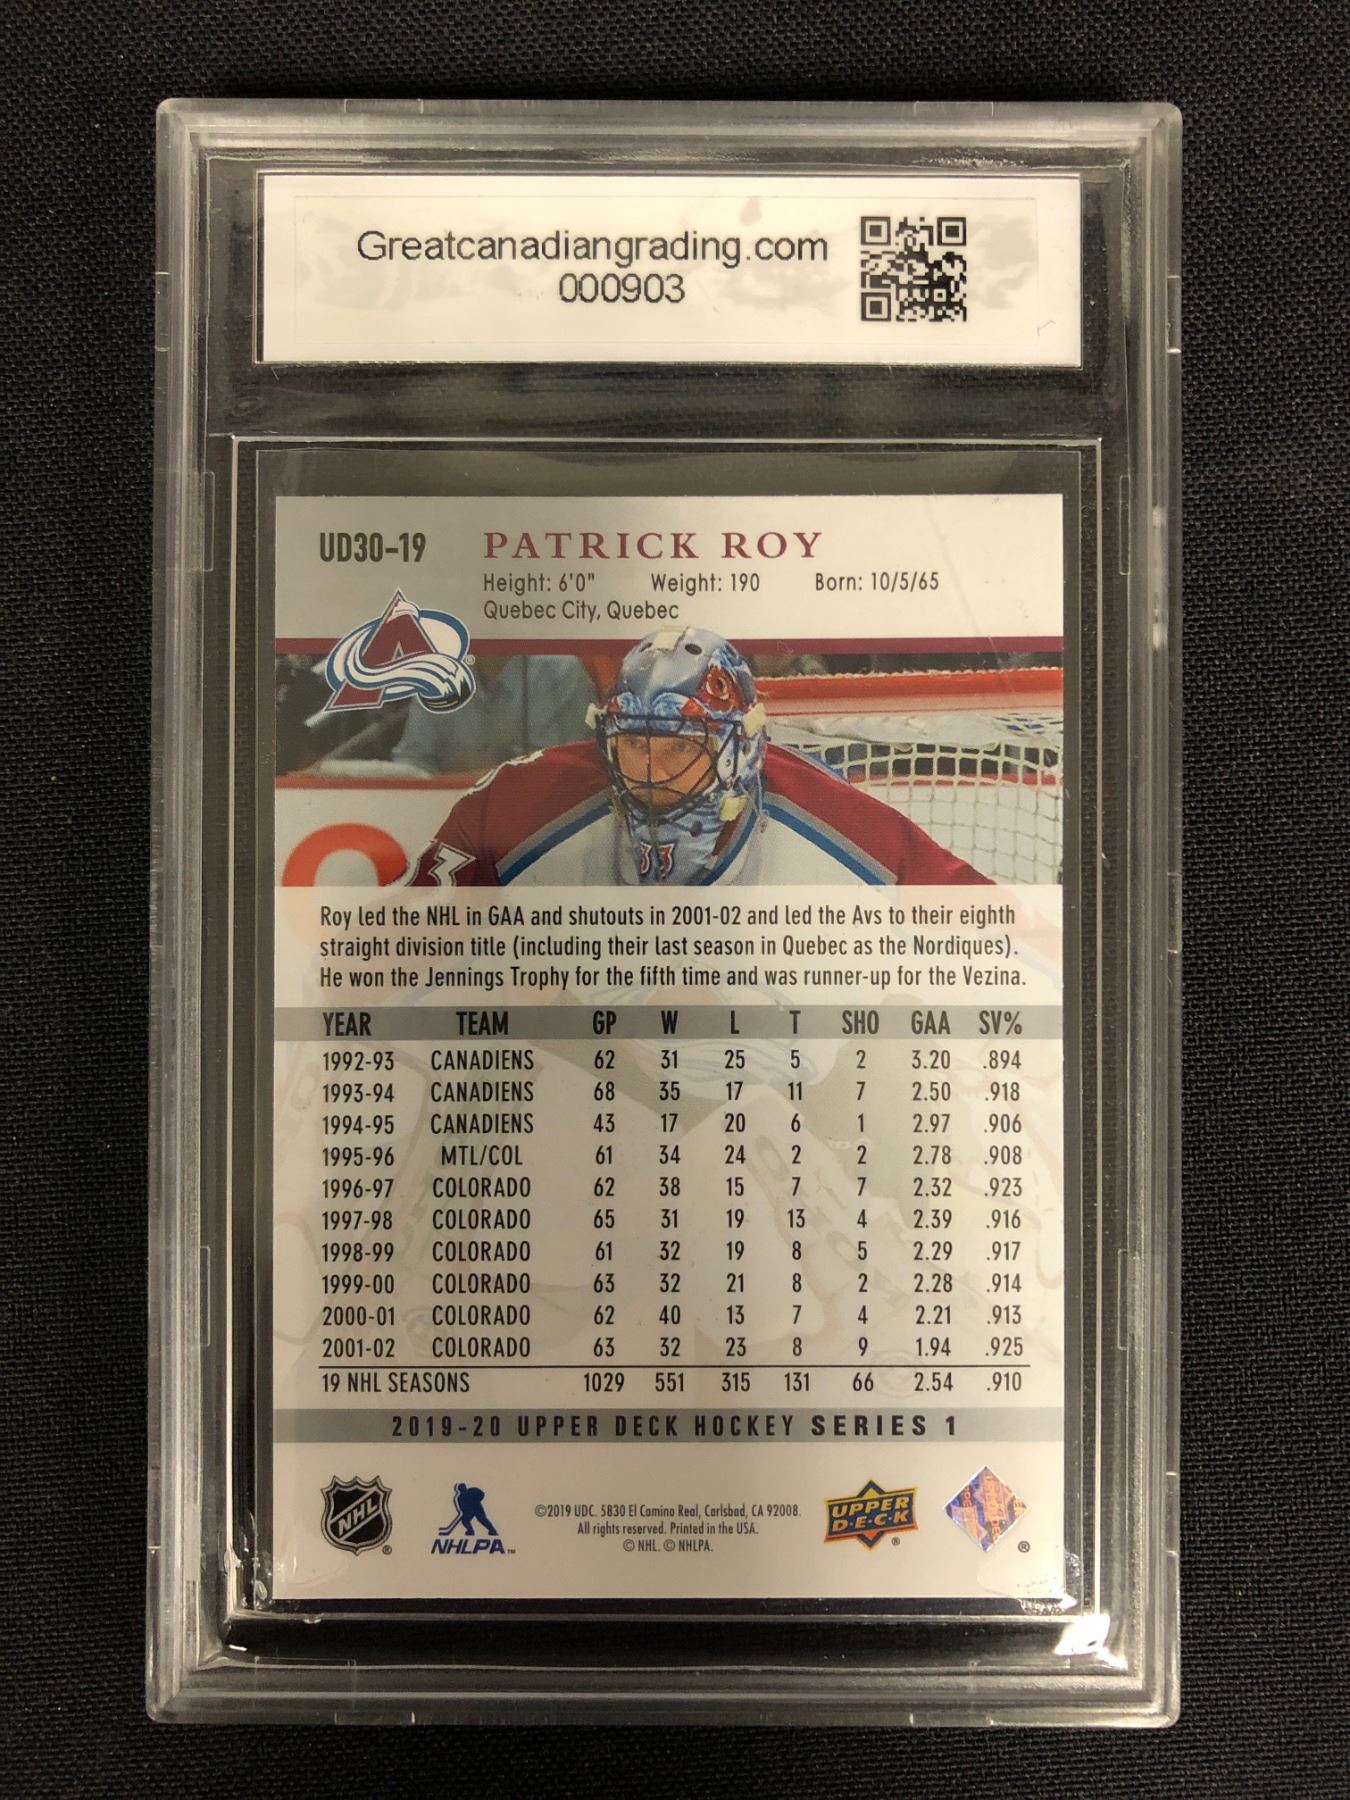 Greatcanadiangrading.com
000903
UD30-19 PATRICK ROY
Height: 6'0" Weight: 190 Born: 10/5/65
Quebec City, Quebec
®
33
33
Roy led the NHL in GAA and shutouts in 2001-02 and led the Avs to their eighth
straight division title (including their last season in Quebec as the Nordiques).
He won the Jennings Trophy for the fifth time and was runner-up for the Vezina.
YEAR TEAM GP W L T SHO GAA SV%
1992-93 CANADIENS 62 31 25 5 2 3.20 .894
1993-94 CANADIENS 68 35 17 11 7 2.50 .918
1994-95 CANADIENS 43 17 20 6 1 2.97 .906
1995-96 MTL/COL 61 34 24 2 2 2.78 .908
1996-97 COLORADO 62 38 15 7 7 2.32 .923
1997-98 COLORADO 65 31 19 13 4 2.39 .916
1998-99 COLORADO 61 32 19 8 5 2.29 .917
1999-00 COLORADO 63 32 21 8 2 2.28 .914
2000-01 COLORADO 62 40 13 7 4 2.21 .913
2001-02 COLORADO 63 32 23 8 9 1.94 .925
19 NHL SEASONS 1029 551 315 131 66 2.54 .910
2019-20 UPPER DECK HOCKEY SERIES 1
NHL ®
NHLPA ™
©2019 UDC. 5830 El Camino Real, Carlsbad, CA 92008.
All rights reserved. Printed in the USA.
© NHL. © NHLPA.
UPPER
D·E·C·K ®
®